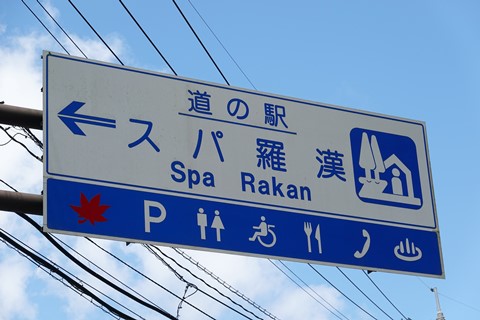 道の駅
スパ羅漢
Spa Rakan
P